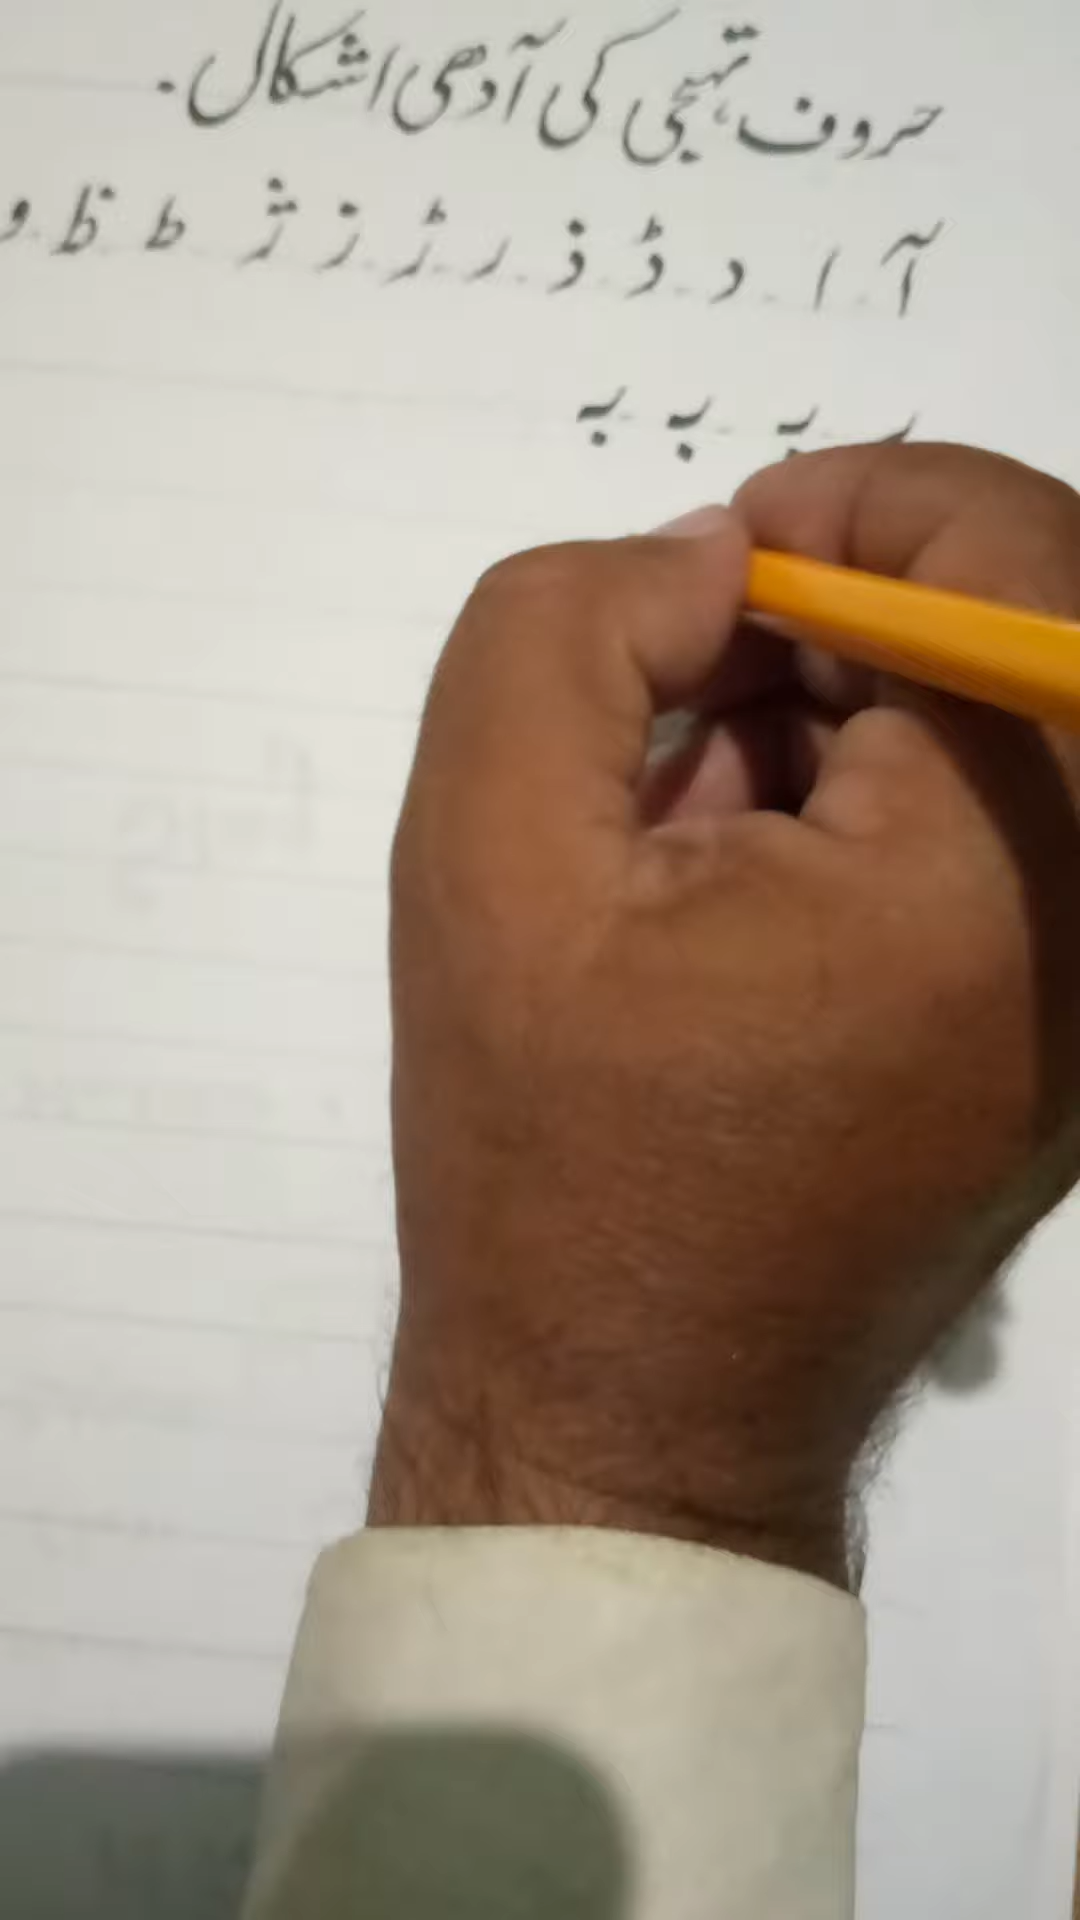 حروف تہجی کی آدھی اشکال۔
آ ا د ڈ ذ ر ڑ ز ژ ط ظ و